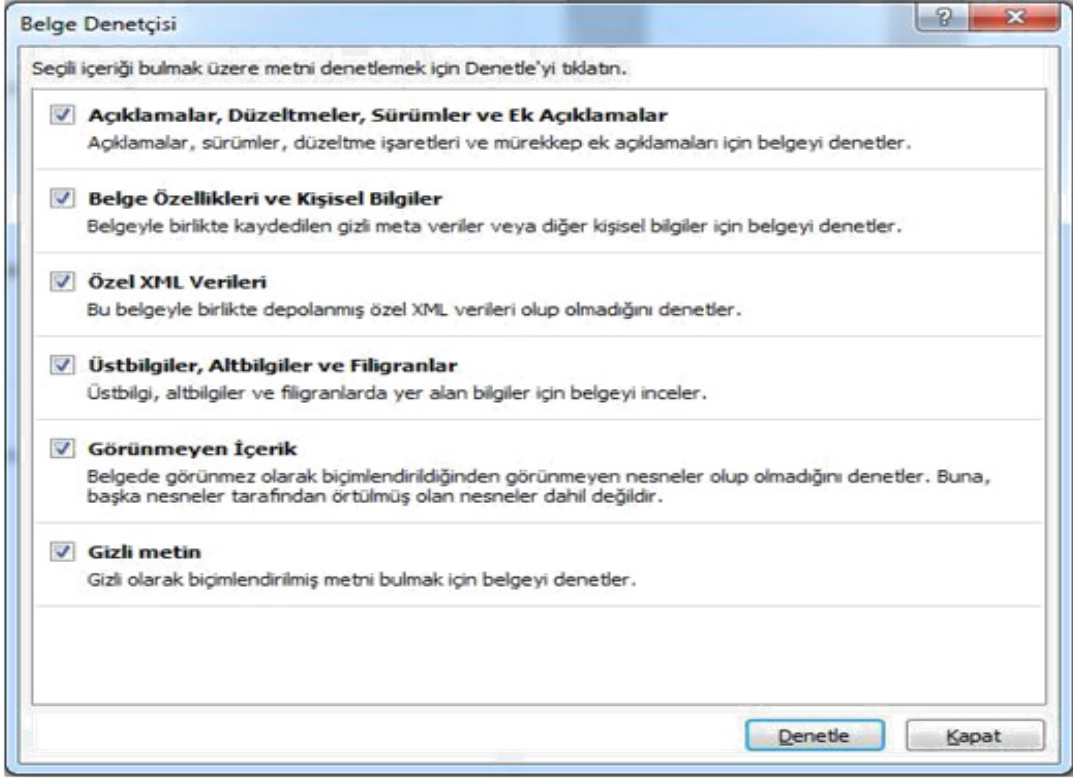 Belge Denetçisi
Seçili içeriği bulmak üzere metni denetlemek için Denetle'yi tıklatın.
Açıklamalar, Düzeltmeler, Sürümler ve Ek Açıklamalar
Açıklamalar, sürümler, düzeltme işaretleri ve mürekkep ek açıklamaları için belgeyi denetler.
Belge Özellikleri ve Kişisel Bilgiler
Belgeyle birlikte kaydedilen gizli meta veriler veya diğer kişisel bilgiler için belgeyi denetler.
Özel XML Verileri
Bu belgeyle birlikte depolanmış özel XML verileri olup olmadığını denetler.
Üstbilgiler, Altbilgiler ve Filigranlar
Üstbilgi, altbilgiler ve filigranlarda yer alan bilgiler için belgeyi inceler.
Görünmeyen İçerik
Belgede görünmez olarak biçimlendirildiğinden görünmeyen nesneler olup olmadığını denetler. Buna,
başka nesneler tarafından örtülmüş olan nesneler dahil değildir.
Gizli metin
Gizli olarak biçimlendirilmiş metni bulmak için belgeyi denetler.
Denetle Kapat